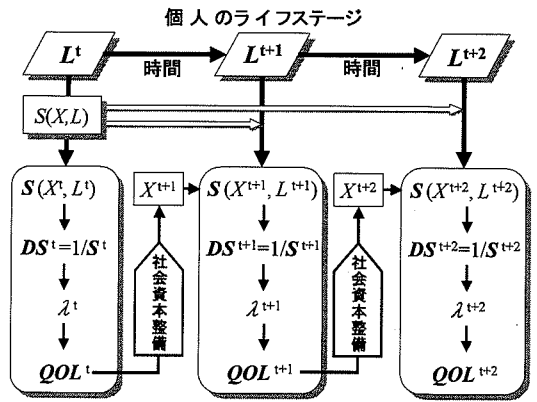 個人のライフステージ
L^t
時間
L^{t+1}
時間
L^{t+2}
S(X,L)
S(X^t, L^t)
DS^t=1/S^t
λ^t
QOL^t
X^{t+1}
社会資本整備
S(X^{t+1}, L^{t+1})
DS^{t+1}=1/S^{t+1}
λ^{t+1}
QOL^{t+1}
X^{t+2}
社会資本整備
S(X^{t+2}, L^{t+2})
DS^{t+2}=1/S^{t+2}
λ^{t+2}
QOL^{t+2}